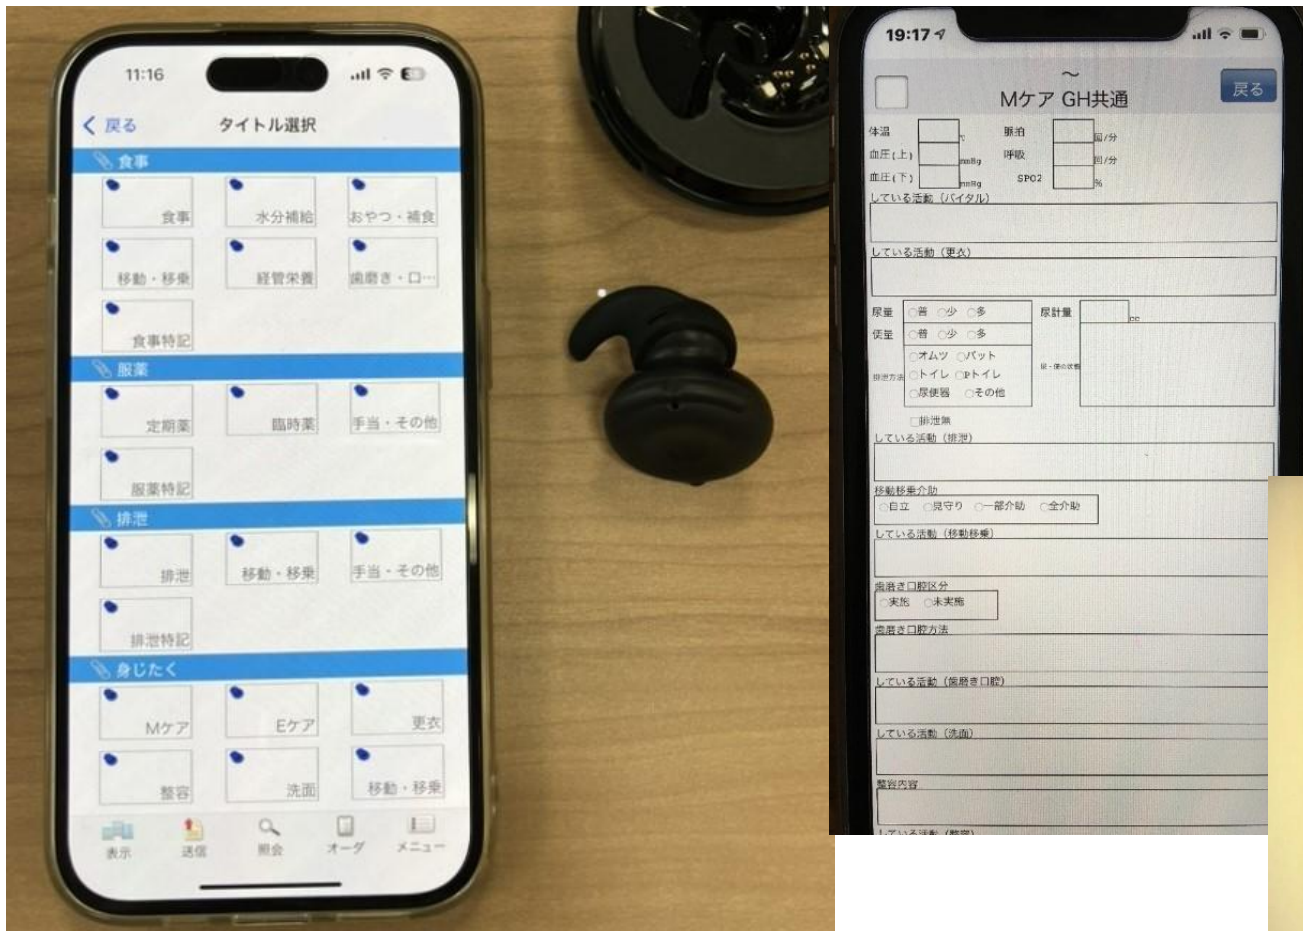 11:16
戻る
タイトル選択
食事
食事
水分補給
おやつ・補食
移動・移乗
経管栄養
歯磨き・口…
食事特記
服薬
定期薬
臨時薬
手当・その他
服薬特記
排泄
排泄
移動・移乗
手当・その他
排泄特記
身じたく
Mケア
Eケア
更衣
整容
洗面
移動・移乗
表示
送信
照会
オーダ
メニュー
19:17
～
Mケア GH共通
戻る
体温 ℃ 脈拍 回/分
血圧(上) mmHg 呼吸 回/分
血圧(下) mmHg SPO2 %
している活動（バイタル）
している活動（更衣）
尿量 普 少 多 尿計量 cc
便量 普 少 多
オムツ パット
排泄方法 トイレ Pトイレ 尿・便の状態
尿便器 その他
排泄無
している活動（排泄）
移動移乗介助
自立 見守り 一部介助 全介助
している活動（移動移乗）
歯磨き口腔区分
実施 未実施
歯磨き口腔方法
している活動（歯磨き口腔）
している活動（洗面）
整容内容
している活動（整容）